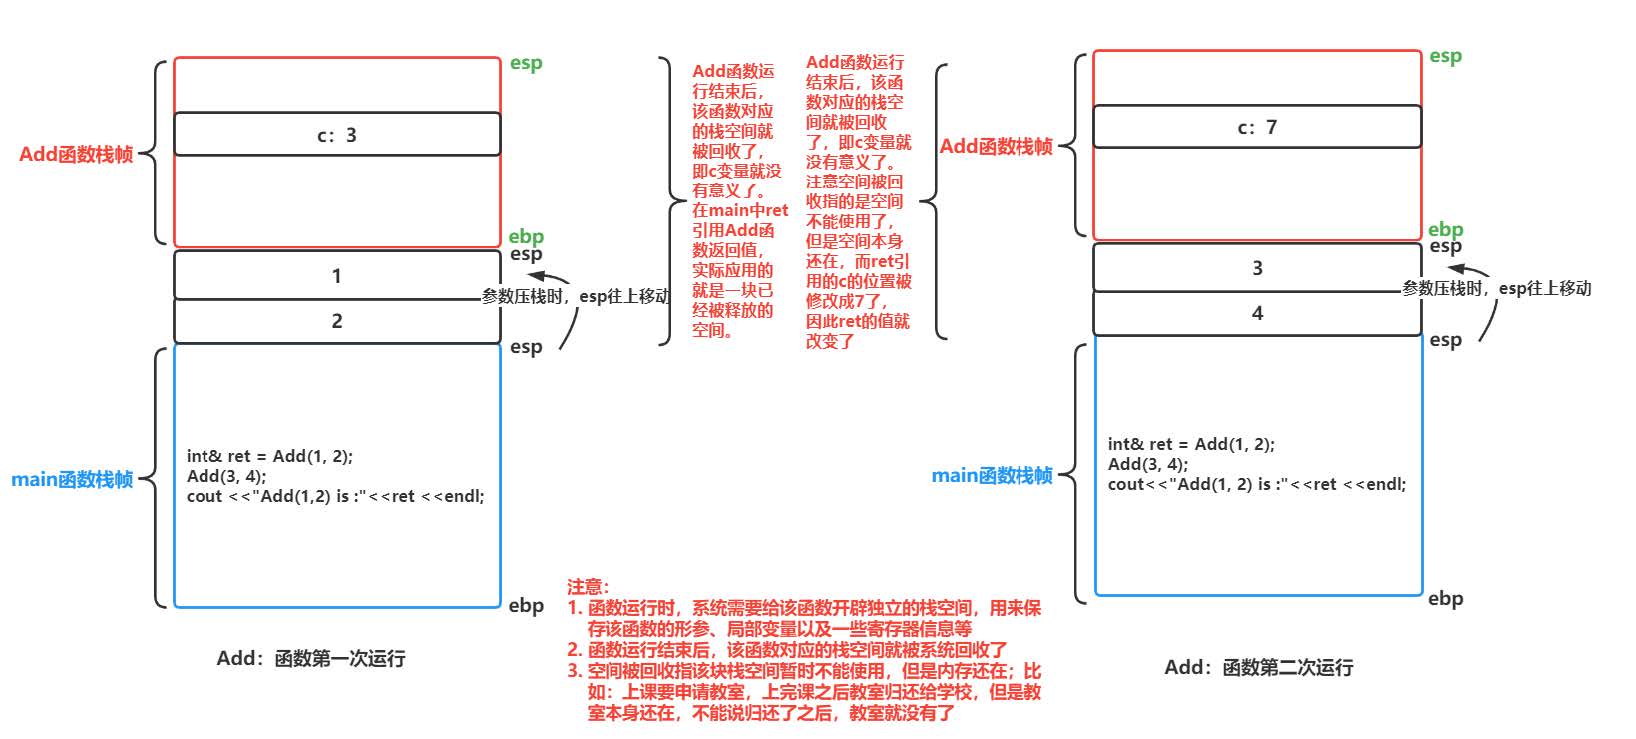 esp
c: 3
Add函数栈帧
ebp
esp
1
参数压栈时，esp往上移动
2
esp
int& ret = Add(1, 2);
Add(3, 4);
cout <<"Add(1,2) is :"<<ret <<endl;
main函数栈帧
ebp
Add：函数第一次运行
Add函数运
行结束后，
该函数对应
的栈空间就
被回收了，
即c变量就没
有意义了。
在main中ret
引用Add函
数返回值，
实际应用的
就是一块已
经被释放的
空间。
Add函数运行
结束后，该函
数对应的栈空
间就被回收
了，即c变量就
没有意义了。
注意空间被回
收指的是空间
不能使用了，
但是空间本身
还在，而ret引
用的c的位置被
修改成7了，
因此ret的值就
改变了
esp
c: 7
Add函数栈帧
ebp
esp
3
参数压栈时，esp往上移动
4
esp
int& ret = Add(1, 2);
Add(3, 4);
cout<<"Add(1, 2) is :"<<ret <<endl;
main函数栈帧
ebp
Add：函数第二次运行
注意：
1. 函数运行时，系统需要给该函数开辟独立的栈空间，用来保
存该函数的形参、局部变量以及一些寄存器信息等
2. 函数运行结束后，该函数对应的栈空间就被系统回收了
3. 空间被回收指该块栈空间暂时不能使用，但是内存还在；比
如：上课要申请教室，上完课之后教室归还给学校，但是教
室本身还在，不能说归还了之后，教室就没有了